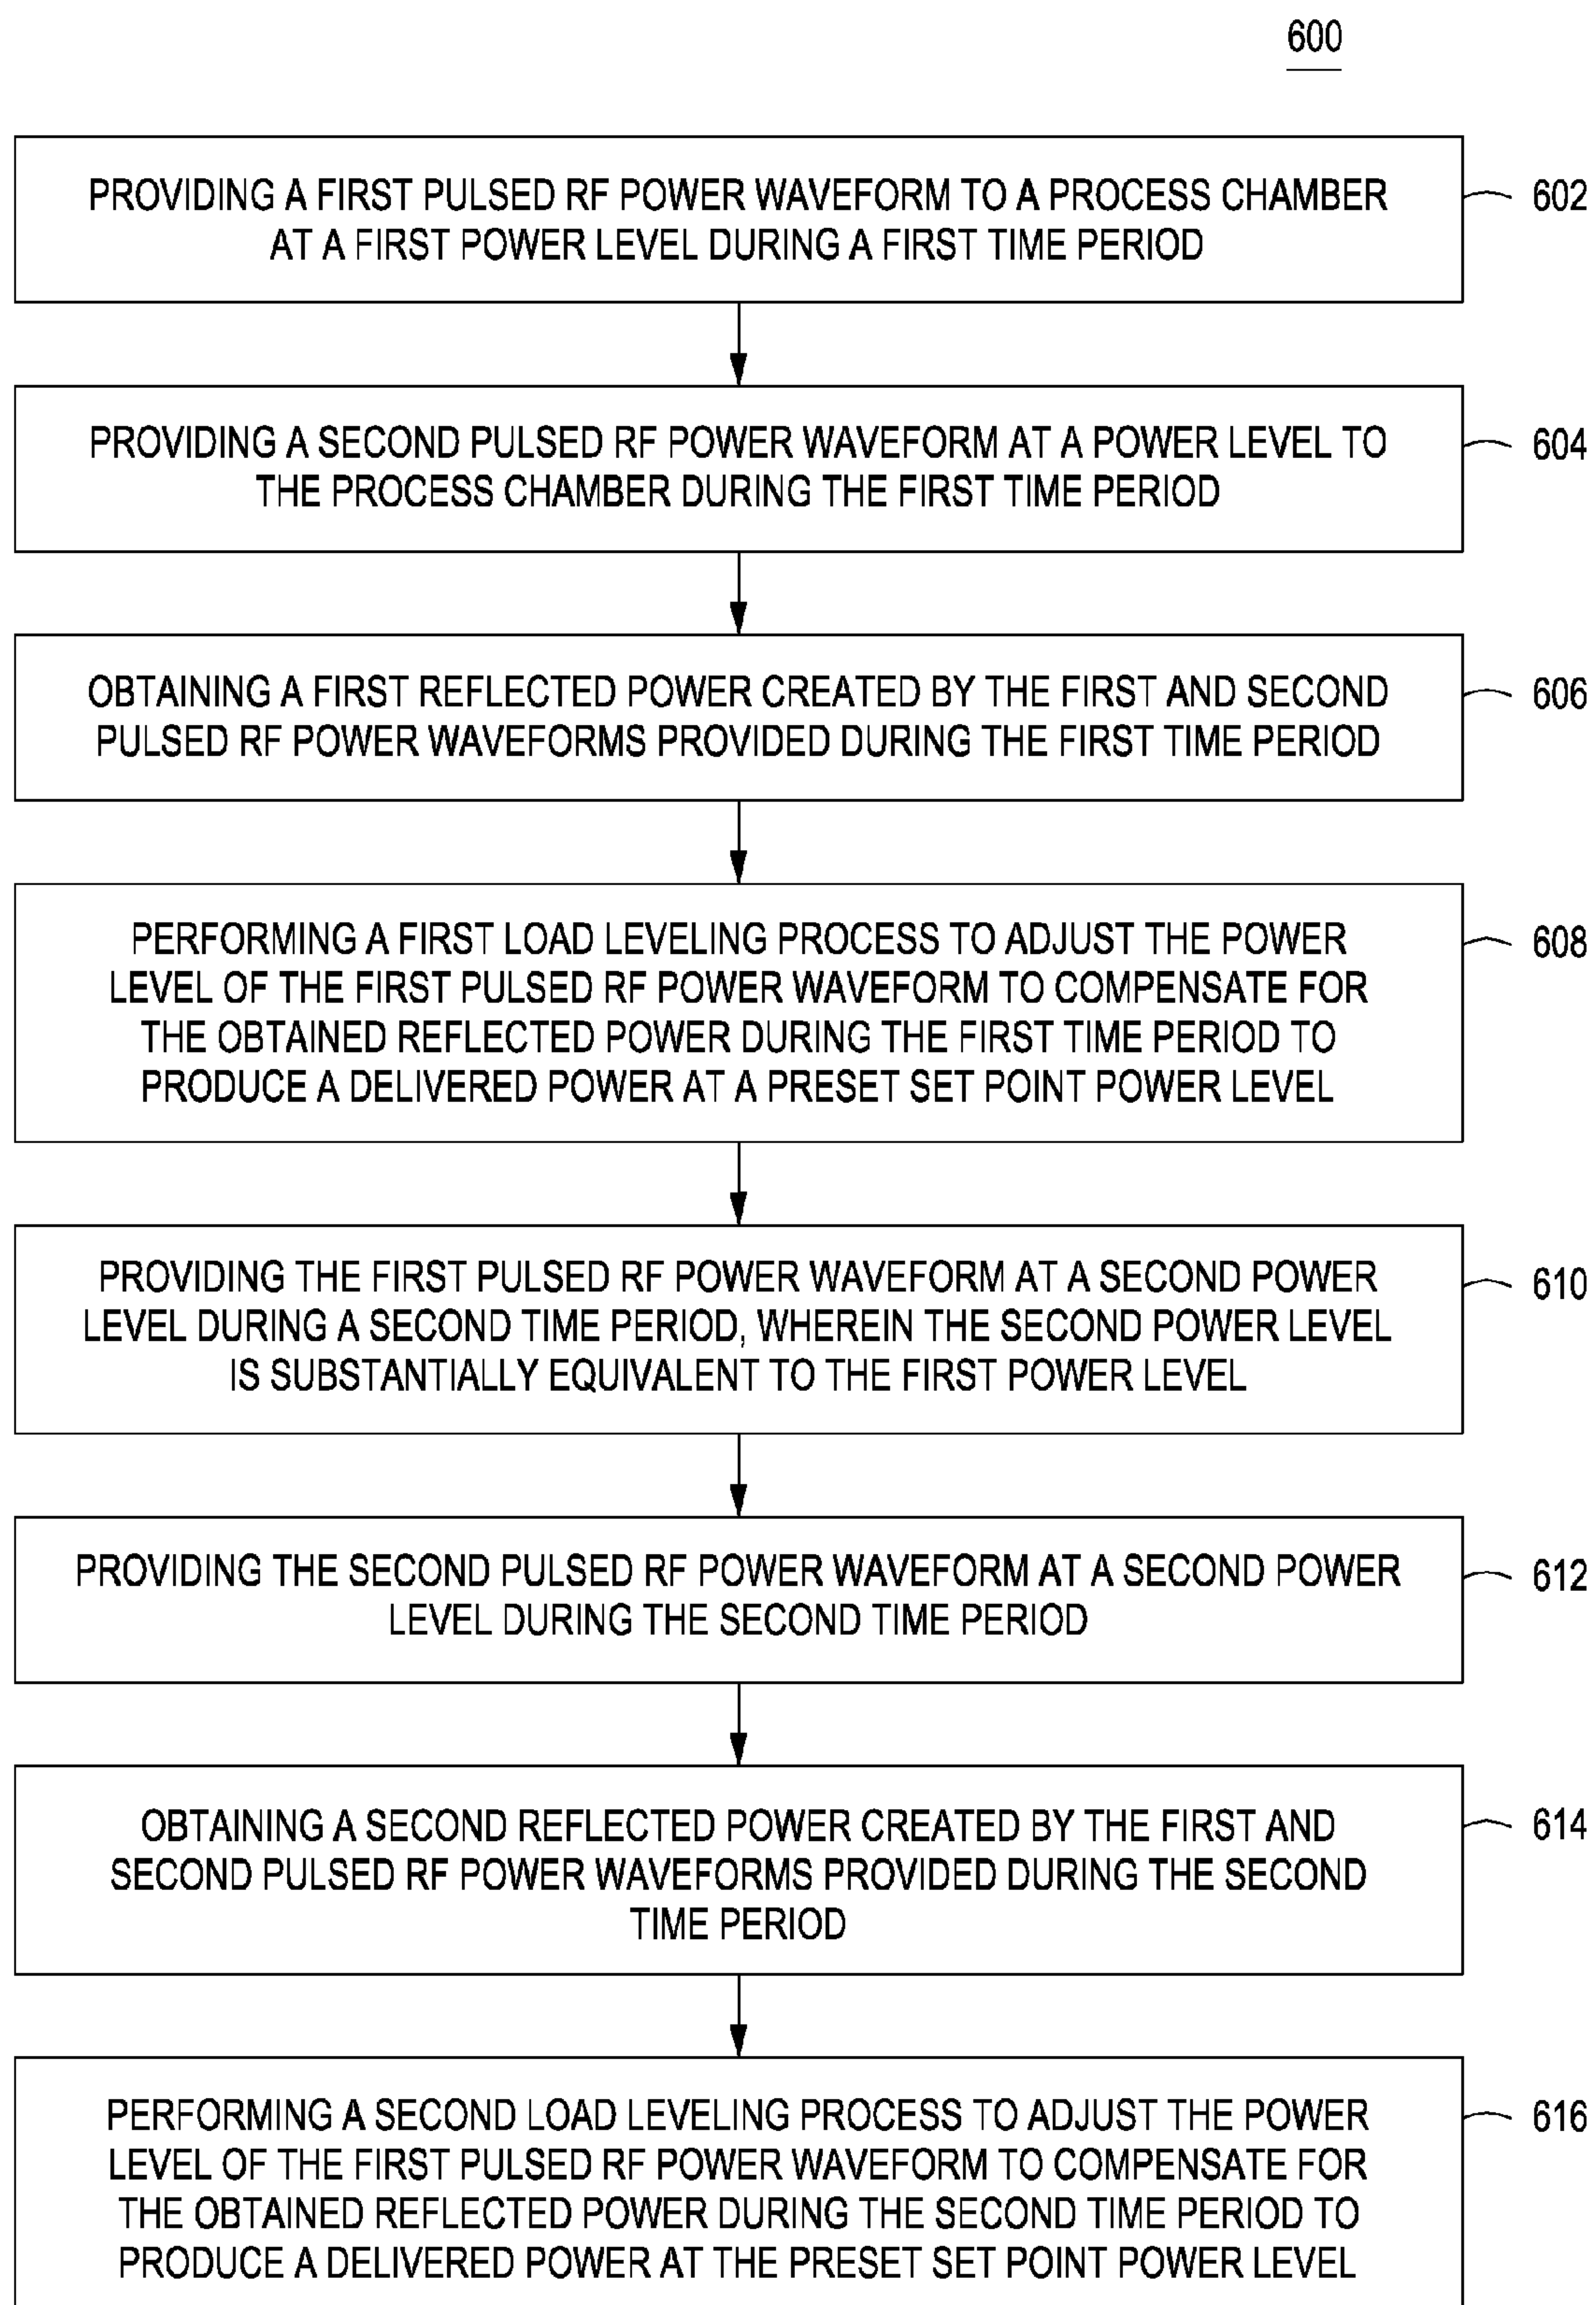 600
PROVIDING A FIRST PULSED RF POWER WAVEFORM TO A PROCESS CHAMBER
AT A FIRST POWER LEVEL DURING A FIRST TIME PERIOD
602
PROVIDING A SECOND PULSED RF POWER WAVEFORM AT A POWER LEVEL TO
THE PROCESS CHAMBER DURING THE FIRST TIME PERIOD
604
OBTAINING A FIRST REFLECTED POWER CREATED BY THE FIRST AND SECOND
PULSED RF POWER WAVEFORMS PROVIDED DURING THE FIRST TIME PERIOD
606
PERFORMING A FIRST LOAD LEVELING PROCESS TO ADJUST THE POWER
LEVEL OF THE FIRST PULSED RF POWER WAVEFORM TO COMPENSATE FOR
THE OBTAINED REFLECTED POWER DURING THE FIRST TIME PERIOD TO
PRODUCE A DELIVERED POWER AT A PRESET SET POINT POWER LEVEL
608
PROVIDING THE FIRST PULSED RF POWER WAVEFORM AT A SECOND POWER
LEVEL DURING A SECOND TIME PERIOD, WHEREIN THE SECOND POWER LEVEL
IS SUBSTANTIALLY EQUIVALENT TO THE FIRST POWER LEVEL
610
PROVIDING THE SECOND PULSED RF POWER WAVEFORM AT A SECOND POWER
LEVEL DURING THE SECOND TIME PERIOD
612
OBTAINING A SECOND REFLECTED POWER CREATED BY THE FIRST AND
SECOND PULSED RF POWER WAVEFORMS PROVIDED DURING THE SECOND
TIME PERIOD
614
PERFORMING A SECOND LOAD LEVELING PROCESS TO ADJUST THE POWER
LEVEL OF THE FIRST PULSED RF POWER WAVEFORM TO COMPENSATE FOR
THE OBTAINED REFLECTED POWER DURING THE SECOND TIME PERIOD TO
PRODUCE A DELIVERED POWER AT THE PRESET SET POINT POWER LEVEL
616